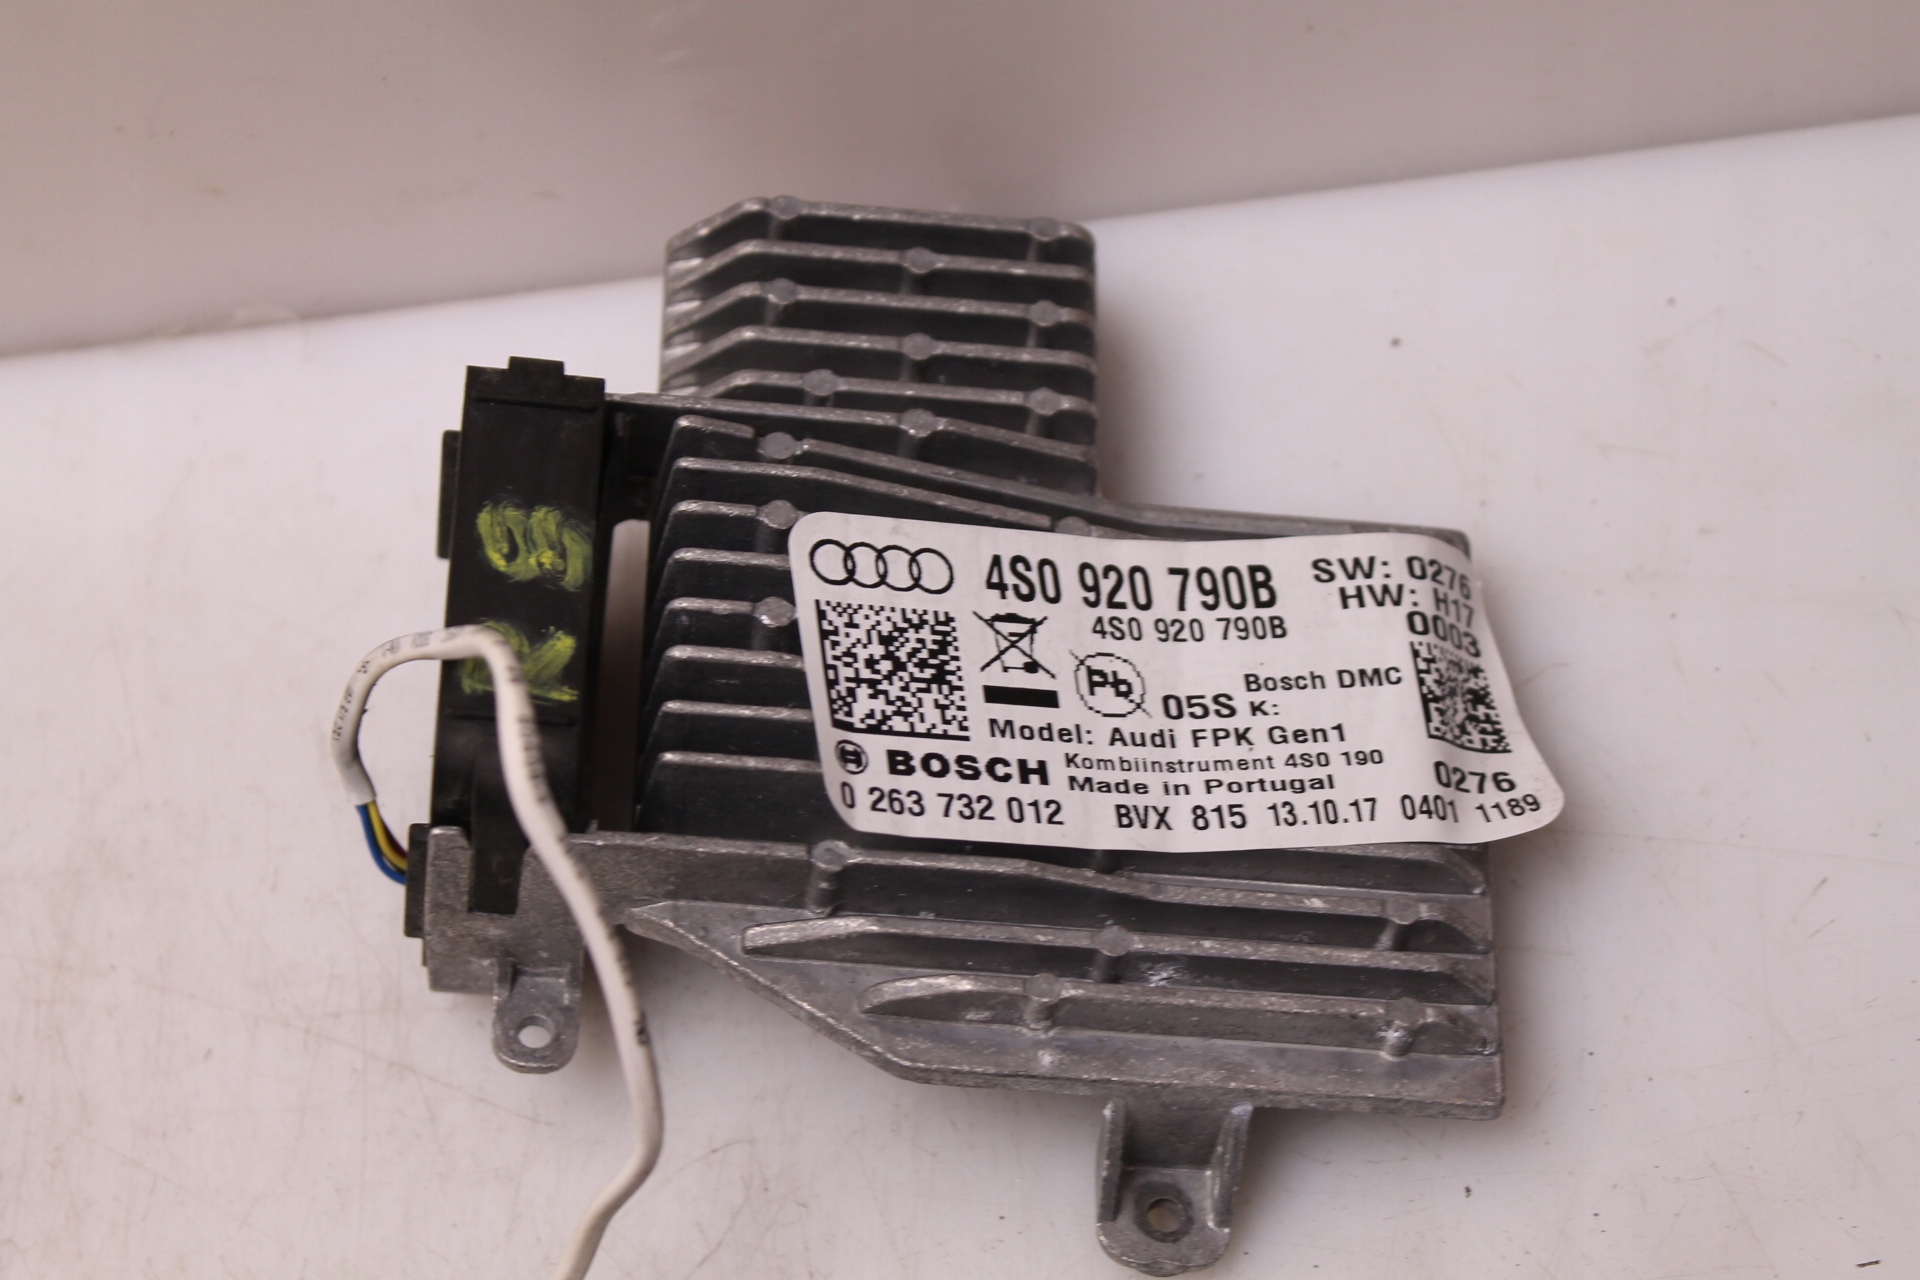 4S0 920 790B
SW: 0276
HW: H17
4S0 920 790B
0003
Pb
05S
Bosch DMC
K:
Model: Audi FPK Gen1
BOSCH
Kombiinstrument 4S0 190
Made in Portugal
0276
0 263 732 012
BVX 815 13.10.17 0401 1189